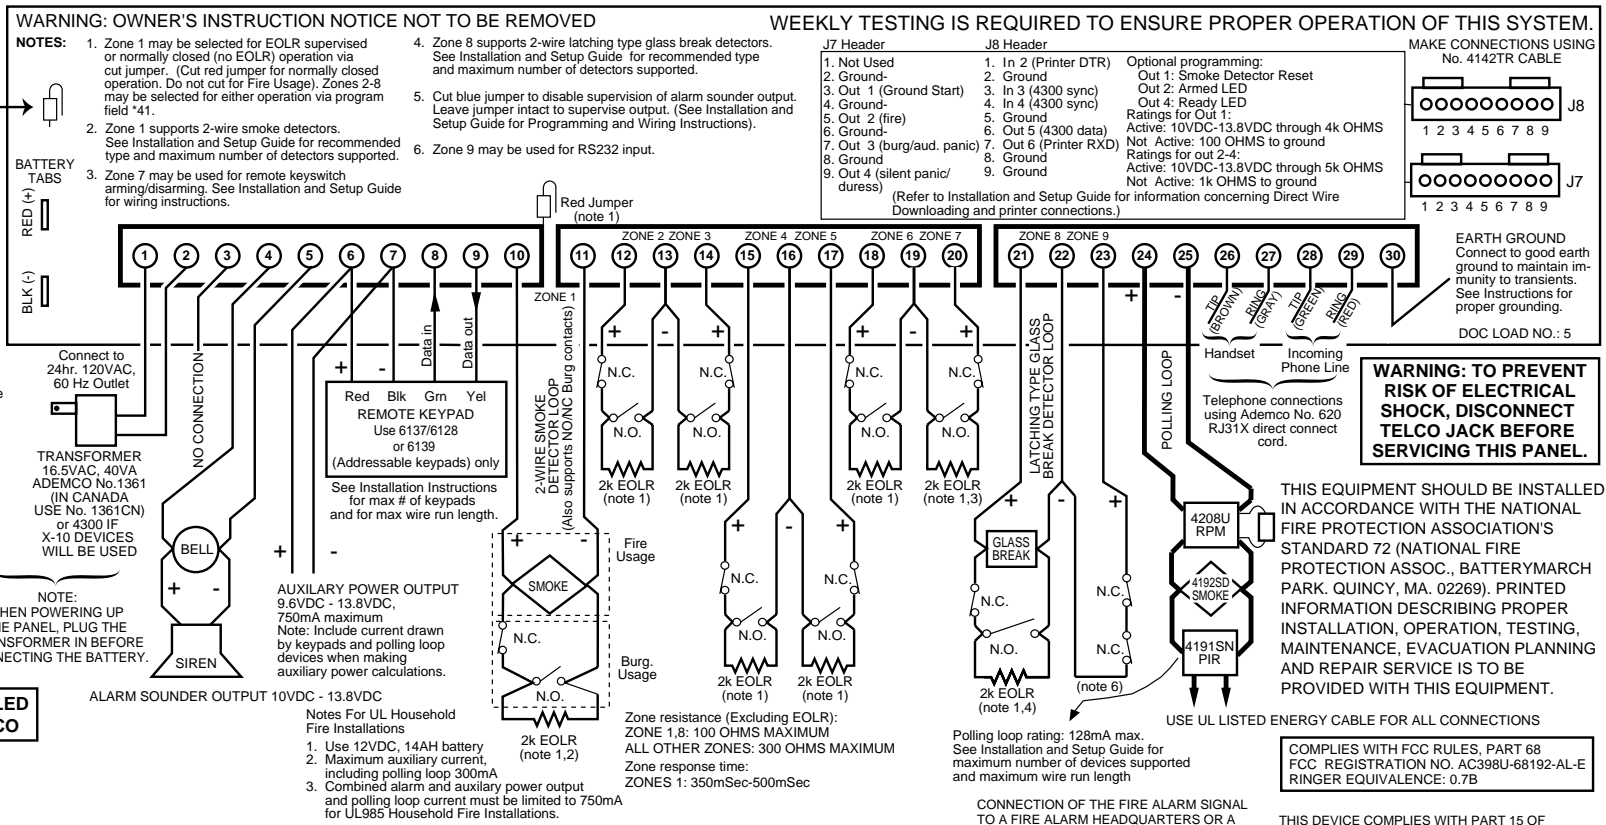 WARNING: OWNER'S INSTRUCTION NOTICE NOT TO BE REMOVED
WEEKLY TESTING IS REQUIRED TO ENSURE PROPER OPERATION OF THIS SYSTEM.
NOTES:
1. Zone 1 may be selected for EOLR supervised
or normally closed (no EOLR) operation via
cut jumper. (Cut red jumper for normally closed
operation. Do not cut for Fire Usage). Zones 2-8
may be selected for either operation via program
field *41.
2. Zone 1 supports 2-wire smoke detectors.
See Installation and Setup Guide for recommended
type and maximum number of detectors supported.
3. Zone 7 may be used for remote keyswitch
arming/disarming. See Installation and Setup Guide
for wiring instructions.
4. Zone 8 supports 2-wire latching type glass break detectors.
See Installation and Setup Guide for recommended type
and maximum number of detectors supported.
5. Cut blue jumper to disable supervision of alarm sounder output.
Leave jumper intact to supervise output. (See Installation and
Setup Guide for Programming and Wiring Instructions).
6. Zone 9 may be used for RS232 input.
J7 Header
1. Not Used
2. Ground-
3. Out 1 (Ground Start)
4. Ground-
5. Out 2 (fire)
6. Ground-
7. Out 3 (burg/aud. panic)
8. Ground
9. Out 4 (silent panic/
duress)
J8 Header
1. In 2 (Printer DTR)
2. Ground
3. In 3 (4300 sync)
4. In 4 (4300 sync)
5. Ground
6. Out 5 (4300 data)
7. Out 6 (Printer RXD)
8. Ground
9. Ground
Optional programming:
Out 1: Smoke Detector Reset
Out 2: Armed LED
Out 4: Ready LED
Ratings for Out 1:
Active: 10VDC-13.8VDC through 4k OHMS
Not Active: 100 OHMS to ground
Ratings for out 2-4:
Active: 10VDC-13.8VDC through 5k OHMS
Not Active: 1k OHMS to ground
(Refer to Installation and Setup Guide for information concerning Direct Wire
Downloading and printer connections.)
MAKE CONNECTIONS USING
No. 4142TR CABLE
J8
1 2 3 4 5 6 7 8 9
J7
1 2 3 4 5 6 7 8 9
BATTERY
TABS
RED (+)
BLK (-)
Red Jumper
(note 1)
ZONE 2 ZONE 3
ZONE 4 ZONE 5
ZONE 6 ZONE 7
ZONE 8 ZONE 9
1 2 3 4 5 6 7 8 9 10 11 12 13 14 15 16 17 18 19 20 21 22 23 24 25 26 27 28 29 30
EARTH GROUND
Connect to good earth
ground to maintain im-
munity to transients.
See Instructions for
proper grounding.
DOC LOAD NO.: 5
ZONE 1
+ -
TIP
(BROWN)
RING
(GRAY)
TIP
(GREEN)
RING
(RED)
Handset
Incoming
Phone Line
Telephone connections
using Ademco No. 620
RJ31X direct connect
cord.
WARNING: TO PREVENT
RISK OF ELECTRICAL
SHOCK, DISCONNECT
TELCO JACK BEFORE
SERVICING THIS PANEL.
Connect to
24hr. 120VAC,
60 Hz Outlet
TRANSFORMER
16.5VAC, 40VA
ADEMCO No.1361
(IN CANADA
USE No. 1361CN)
or 4300 IF
X-10 DEVICES
WILL BE USED
NOTE:
HEN POWERING UP
E PANEL, PLUG THE
NSFORMER IN BEFORE
NECTING THE BATTERY.
LED
CO
NO CONNECTION
BELL
+ -
SIREN
ALARM SOUNDER OUTPUT 10VDC - 13.8VDC
+ -
Data in
Data out
Red Blk Grn Yel
REMOTE KEYPAD
Use 6137/6128
or 6139
(Addressable keypads) only
See Installation Instructions
for max # of keypads
and for max wire run length.
+ -
AUXILARY POWER OUTPUT
9.6VDC - 13.8VDC,
750mA maximum
Note: Include current drawn
by keypads and polling loop
devices when making
auxiliary power calculations.
Notes For UL Household
Fire Installations
1. Use 12VDC, 14AH battery
2. Maximum auxiliary current,
including polling loop 300mA
3. Combined alarm and auxilary power output
and polling loop current must be limited to 750mA
for UL985 Household Fire Installations.
2-WIRE SMOKE
DETECTOR LOOP
(Also supports NO/NC Burg contacts)
+ -
SMOKE
Fire
Usage
N.C.
N.O.
Burg.
Usage
2k EOLR
(note 1,2)
+ - +
N.C.
N.C.
N.O.
N.O.
2k EOLR
(note 1)
2k EOLR
(note 1)
+ - +
N.C.
N.C.
N.O.
N.O.
2k EOLR
(note 1)
2k EOLR
(note 1)
+ - +
N.C.
N.C.
N.O.
N.O.
2k EOLR
(note 1)
2k EOLR
(note 1,3)
Zone resistance (Excluding EOLR):
ZONE 1,8: 100 OHMS MAXIMUM
ALL OTHER ZONES: 300 OHMS MAXIMUM
Zone response time:
ZONES 1: 350mSec-500mSec
LATCHING TYPE GLASS
BREAK DETECTOR LOOP
+ - +
GLASS
BREAK
N.C.
N.O.
2k EOLR
(note 1,4)
N.C.
N.C.
(note 6)
POLLING LOOP
4208U
RPM
4192SD
SMOKE
4191SN
PIR
Polling loop rating: 128mA max.
See Installation and Setup Guide for
maximum number of devices supported
and maximum wire run length
USE UL LISTED ENERGY CABLE FOR ALL CONNECTIONS
THIS EQUIPMENT SHOULD BE INSTALLED
IN ACCORDANCE WITH THE NATIONAL
FIRE PROTECTION ASSOCIATION'S
STANDARD 72 (NATIONAL FIRE
PROTECTION ASSOC., BATTERYMARCH
PARK. QUINCY, MA. 02269). PRINTED
INFORMATION DESCRIBING PROPER
INSTALLATION, OPERATION, TESTING,
MAINTENANCE, EVACUATION PLANNING
AND REPAIR SERVICE IS TO BE
PROVIDED WITH THIS EQUIPMENT.
COMPLIES WITH FCC RULES, PART 68
FCC REGISTRATION NO. AC398U-68192-AL-E
RINGER EQUIVALENCE: 0.7B
CONNECTION OF THE FIRE ALARM SIGNAL
TO A FIRE ALARM HEADQUARTERS OR A
THIS DEVICE COMPLIES WITH PART 15 OF